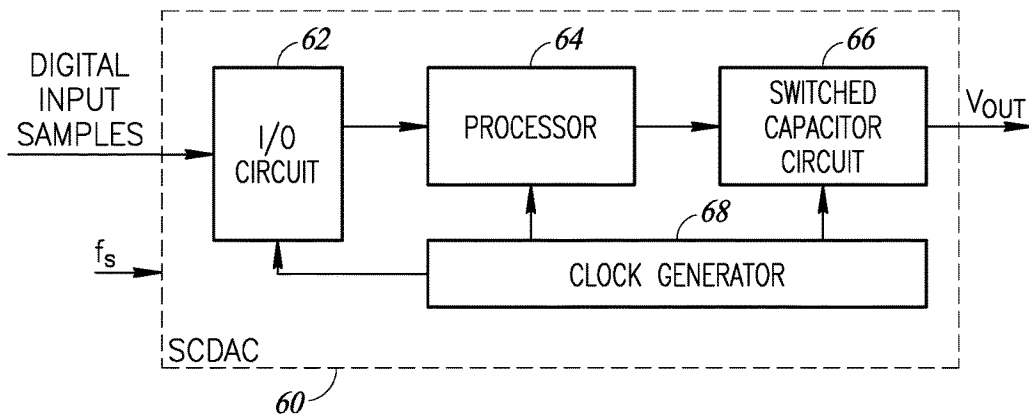 62
64
66
DIGITAL
INPUT
SAMPLES
I/O
CIRCUIT
PROCESSOR
SWITCHED
CAPACITOR
CIRCUIT
VOUT
68
fs
CLOCK GENERATOR
SCDAC
60